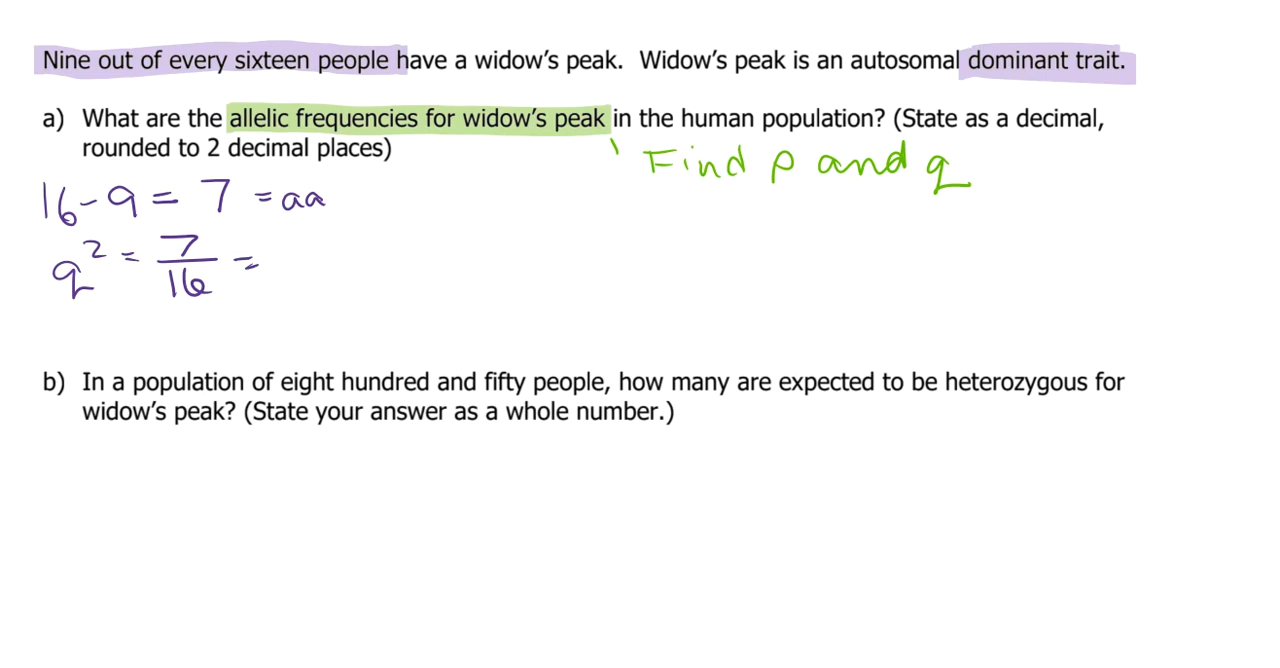 Nine out of every sixteen people have a widow's peak.  Widow's peak is an autosomal dominant trait.
a) What are the allelic frequencies for widow's peak in the human population? (State as a decimal,
rounded to 2 decimal places)
Find p and q
16-9 = 7 = aa
q² = 7/16 =
b) In a population of eight hundred and fifty people, how many are expected to be heterozygous for
widow's peak? (State your answer as a whole number.)